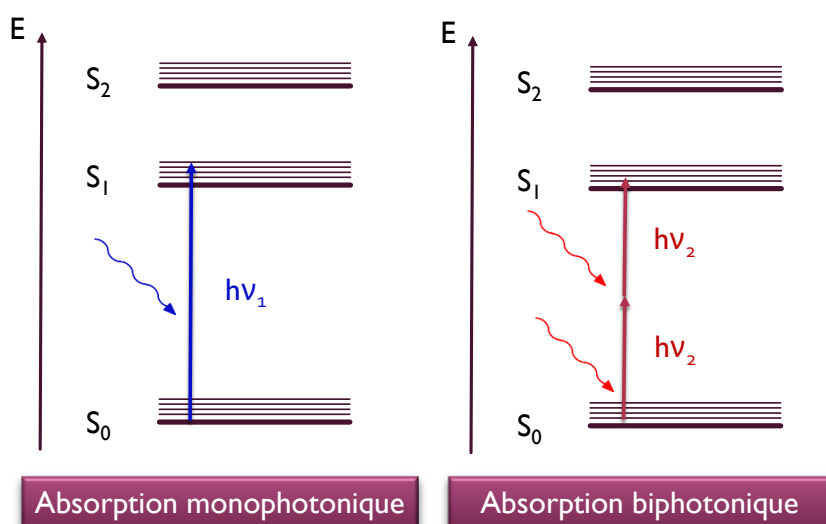 E
S₂
S₁
hν₁
S₀
Absorption monophotonique
E
S₂
S₁
hν₂
hν₂
S₀
Absorption biphotonique